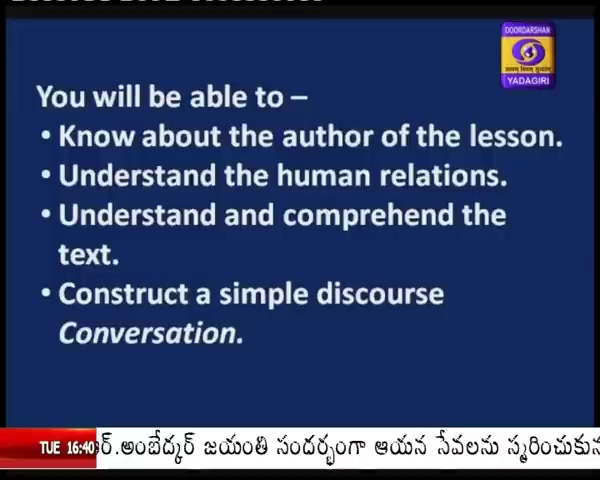 DOORDARSHAN
YADAGIRI
You will be able to –
• Know about the author of the lesson.
• Understand the human relations.
• Understand and comprehend the
text.
• Construct a simple discourse
Conversation.
TUE 16:40
ర్.అంబేద్కర్ జయంతి సందర్భంగా ఆయన సేవలను స్మరించుకున